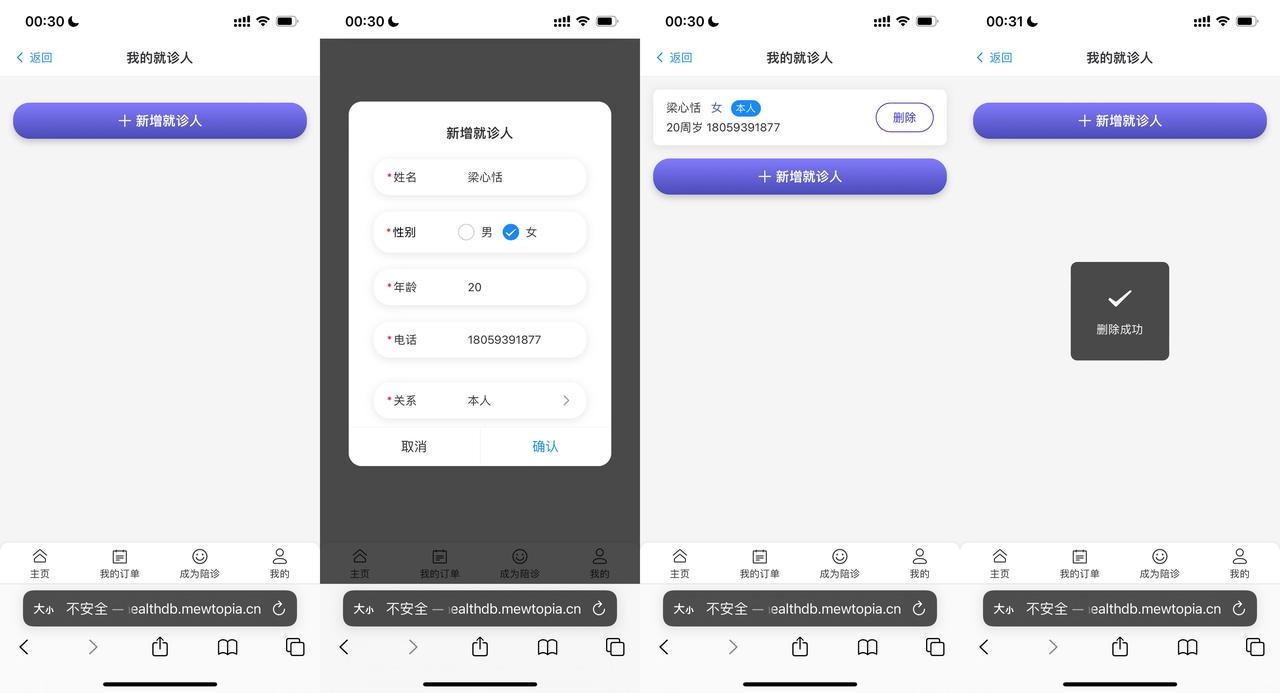 00:30
返回 我的就诊人
+ 新增就诊人
主页 我的订单 成为陪诊 我的
大小 不安全 — ealthdb.mewtopia.cn
00:30
新增就诊人
*姓名 梁心恬
*性别 男 女
*年龄 20
*电话 18059391877
*关系 本人
取消 确认
主页 我的订单 成为陪诊 我的
大小 不安全 — ealthdb.mewtopia.cn
00:30
返回 我的就诊人
梁心恬 女 本人
20周岁 18059391877
删除
+ 新增就诊人
主页 我的订单 成为陪诊 我的
大小 不安全 — ealthdb.mewtopia.cn
00:31
返回 我的就诊人
+ 新增就诊人
删除成功
主页 我的订单 成为陪诊 我的
大小 不安全 — ealthdb.mewtopia.cn